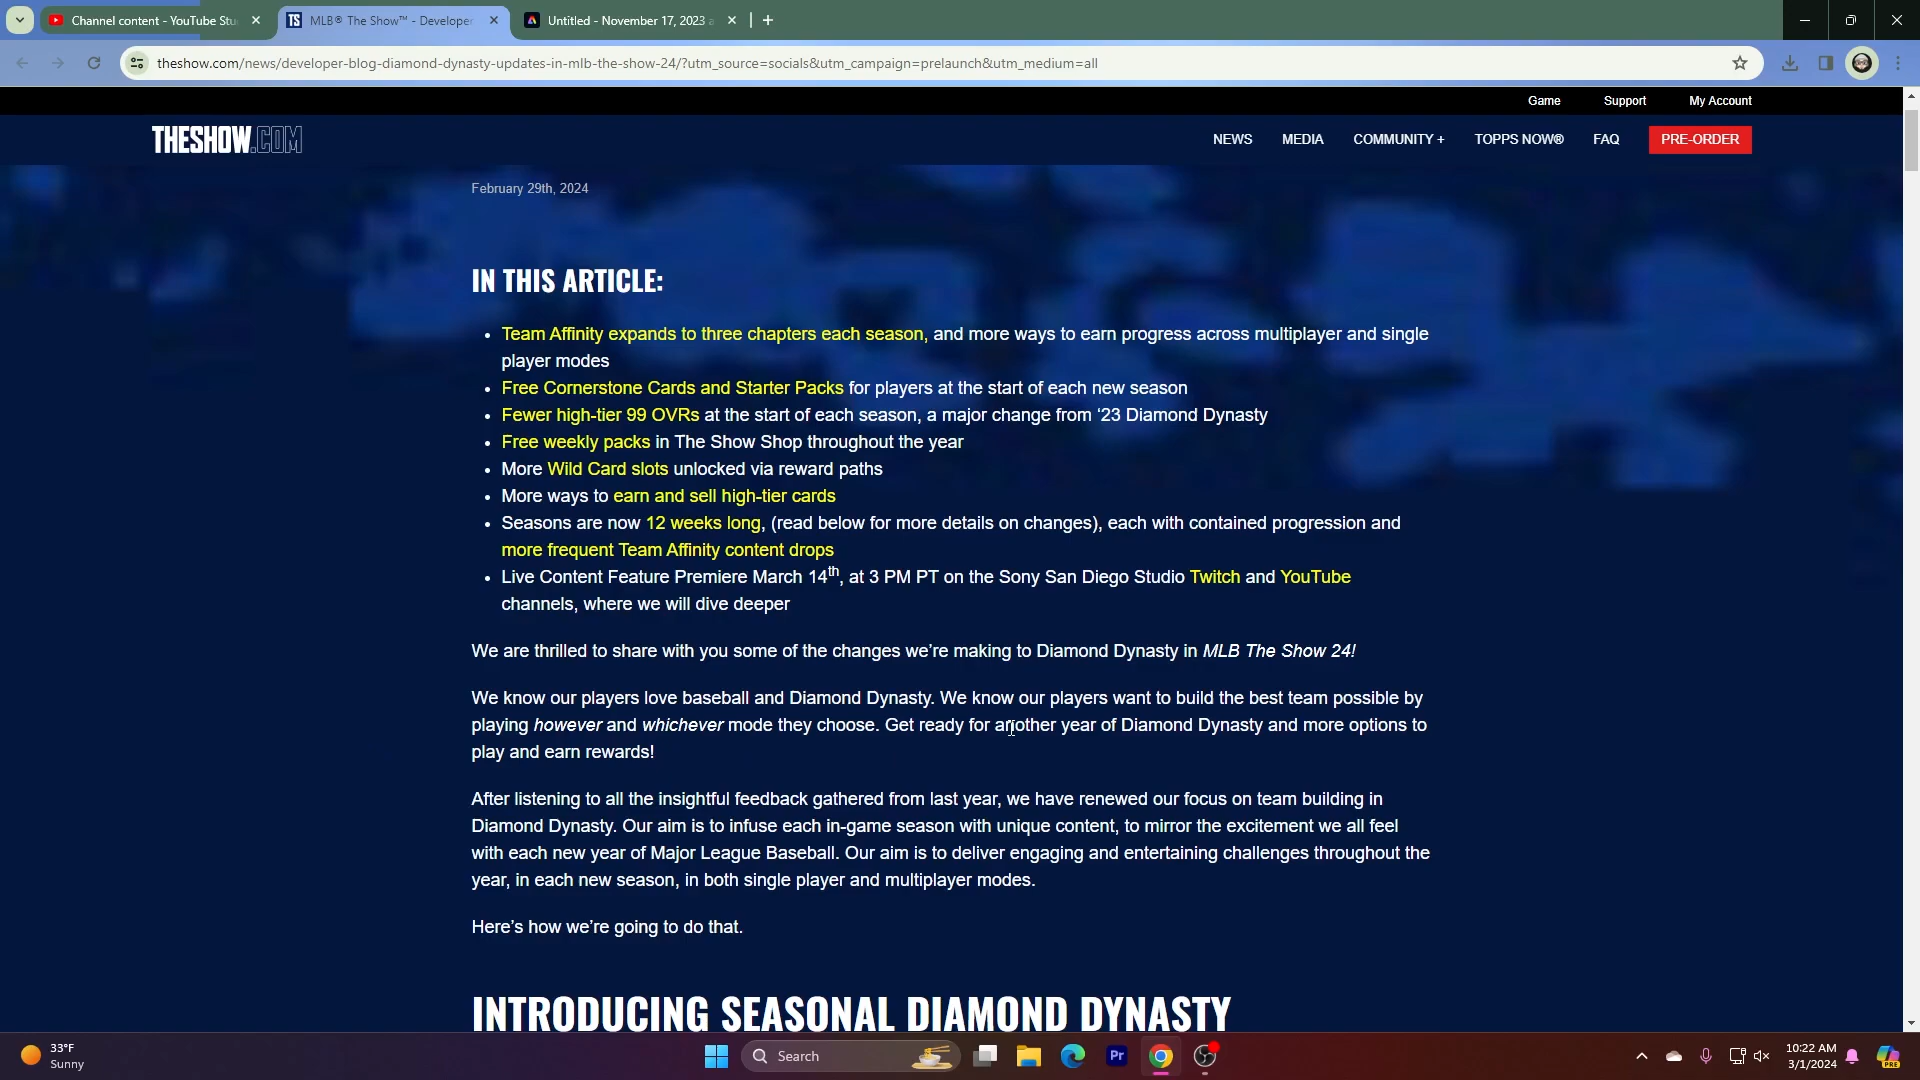 Channel content - YouTube Stu
MLB® The Show™ - Developer
Untitled - November 17, 2023 a
theshow.com/news/developer-blog-diamond-dynasty-updates-in-mlb-the-show-24/?utm_source=socials&utm_campaign=prelaunch&utm_medium=all
Game Support My Account
THESHOW.COM
NEWS MEDIA COMMUNITY + TOPPS NOW® FAQ PRE-ORDER
February 29th, 2024
IN THIS ARTICLE:
• Team Affinity expands to three chapters each season, and more ways to earn progress across multiplayer and single
player modes
• Free Cornerstone Cards and Starter Packs for players at the start of each new season
• Fewer high-tier 99 OVRs at the start of each season, a major change from ‘23 Diamond Dynasty
• Free weekly packs in The Show Shop throughout the year
• More Wild Card slots unlocked via reward paths
• More ways to earn and sell high-tier cards
• Seasons are now 12 weeks long, (read below for more details on changes), each with contained progression and
more frequent Team Affinity content drops
• Live Content Feature Premiere March 14th, at 3 PM PT on the Sony San Diego Studio Twitch and YouTube
channels, where we will dive deeper
We are thrilled to share with you some of the changes we’re making to Diamond Dynasty in MLB The Show 24!
We know our players love baseball and Diamond Dynasty. We know our players want to build the best team possible by
playing however and whichever mode they choose. Get ready for another year of Diamond Dynasty and more options to
play and earn rewards!
After listening to all the insightful feedback gathered from last year, we have renewed our focus on team building in
Diamond Dynasty. Our aim is to infuse each in-game season with unique content, to mirror the excitement we all feel
with each new year of Major League Baseball. Our aim is to deliver engaging and entertaining challenges throughout the
year, in each new season, in both single player and multiplayer modes.
Here’s how we’re going to do that.
INTRODUCING SEASONAL DIAMOND DYNASTY
33°F
Sunny
Search
Pr
10:22 AM
3/1/2024
PRE